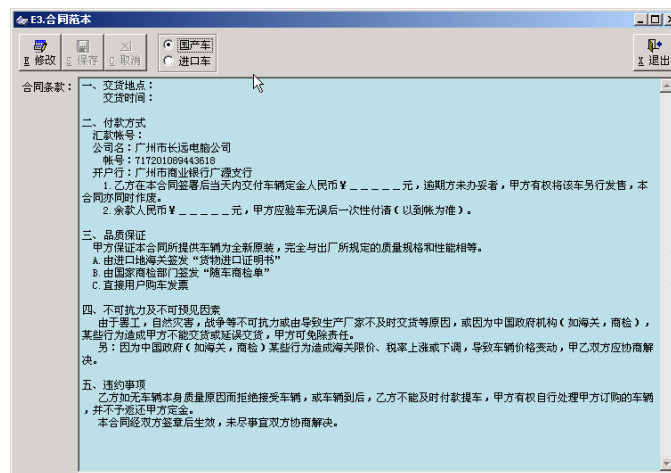 E3.合同范本
E 修改 S 保存 C 取消 国产车 进口车 X 退出
合同条款：
一、交货地点：
交货时间：
二、付款方式
汇款帐号：
公司名：广州市长远电脑公司
帐号：717201089443618
开户行：广州市商业银行广源支行
1.乙方在本合同签署后当天内交付车辆定金人民币¥_____元，逾期方未办妥者，甲方有权将该车另行发售，本
合同亦同时作废。
2.余款人民币¥_____元，甲方应验车无误后一次性付清(以到帐为准)。
三、品质保证
甲方保证本合同所提供车辆为全新原装，完全与出厂所规定的质量规格和性能相等。
A.由进口地海关签发“货物进口证明书”
B.由国家商检部门签发“随车商检单”
C.直接用户购车发票
四、不可抗力及不可预见因素
由于罢工，自然灾害，战争等不可抗力或由导致生产厂家不及时交货等原因，或因为中国政府机构(如海关，商检)，
某些行为造成甲方不能交货或延误交货，甲方可免除责任。
另：因为中国政府(如海关，商检)某些行为造成海关限价、税率上涨或下调，导致车辆价格变动，甲乙双方应协商解
决。
五、违约事项
乙方如无车辆本身质量原因而拒绝接受车辆，或车辆到后，乙方不能及时付款提车，甲方有权自行处理甲方订购的车辆
，并不予返还甲方定金。
本合同经双方签章后生效，未尽事宜双方协商解决。